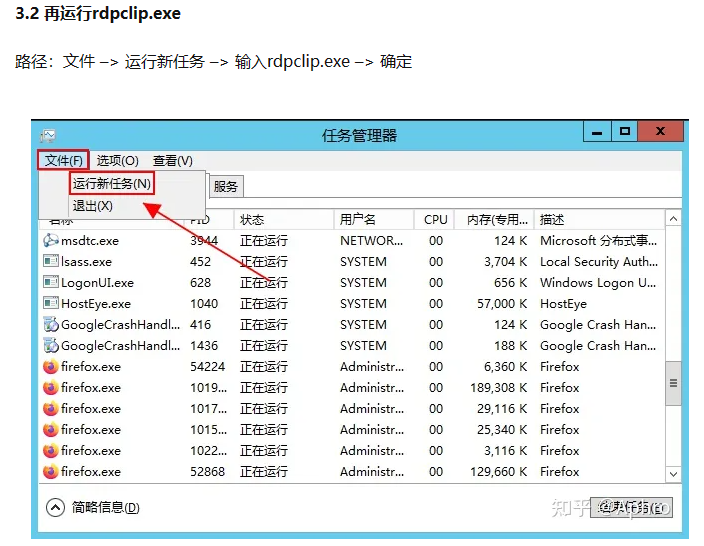 3.2 再运行rdpclip.exe
路径：文件 –> 运行新任务 –> 输入rdpclip.exe –> 确定
任务管理器
文件(F) 选项(O) 查看(V)
运行新任务(N) 服务
退出(X)
PID 状态 用户名 CPU 内存(专用... 描述
msdtc.exe 3944 正在运行 NETWOR... 00 124 K Microsoft 分布式事...
lsass.exe 452 正在运行 SYSTEM 00 3,704 K Local Security Auth...
LogonUI.exe 628 正在运行 SYSTEM 00 656 K Windows Logon U...
HostEye.exe 1040 正在运行 SYSTEM 00 57,000 K HostEye
GoogleCrashHandl... 416 正在运行 SYSTEM 00 124 K Google Crash Han...
GoogleCrashHandl... 1436 正在运行 SYSTEM 00 188 K Google Crash Han...
firefox.exe 54224 正在运行 Administr... 00 6,360 K Firefox
firefox.exe 1019... 正在运行 Administr... 00 189,308 K Firefox
firefox.exe 1017... 正在运行 Administr... 00 29,116 K Firefox
firefox.exe 1015... 正在运行 Administr... 00 25,340 K Firefox
firefox.exe 1022... 正在运行 Administr... 00 3,116 K Firefox
firefox.exe 52868 正在运行 Administr... 00 129,660 K Firefox
简略信息(D) 知乎